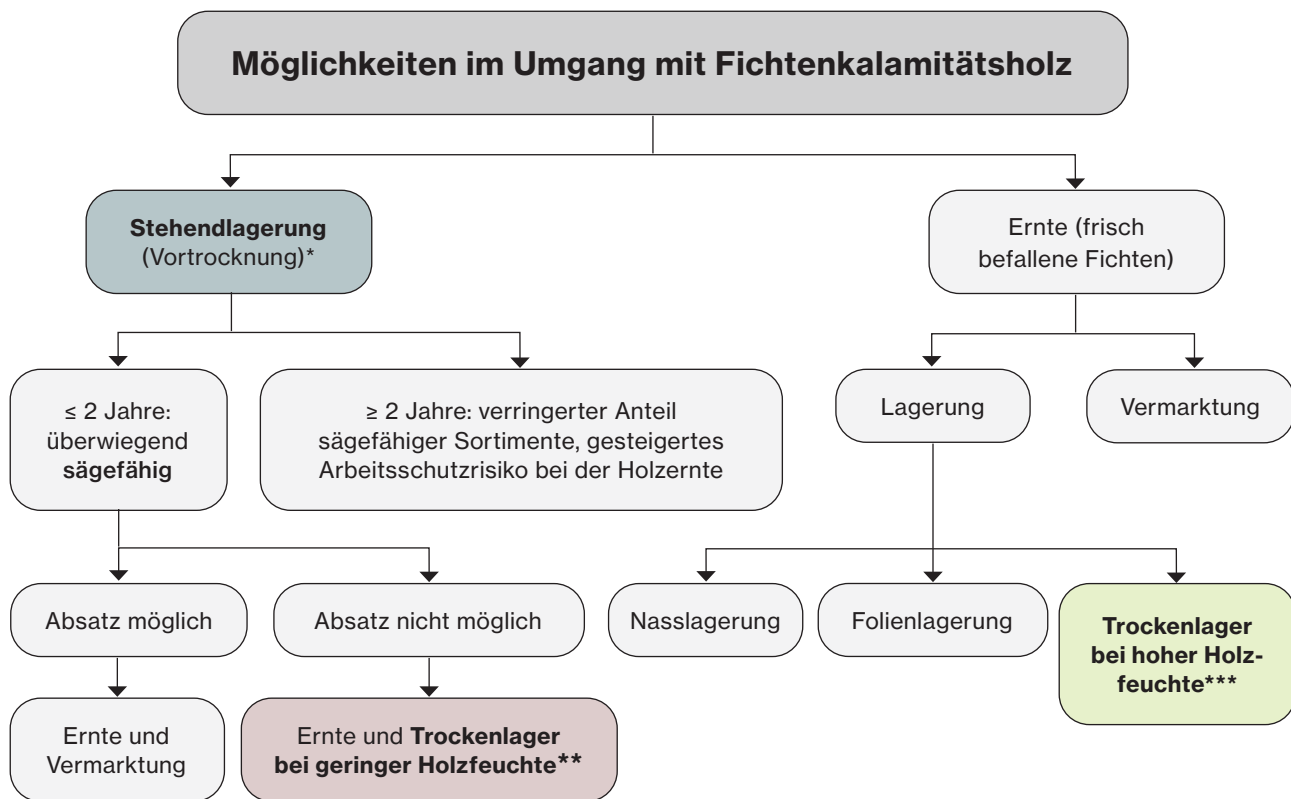 Möglichkeiten im Umgang mit Fichtenkalamitätsholz
Stehendlagerung
(Vortrocknung)*
Ernte (frisch
befallene Fichten)
≤ 2 Jahre:
überwiegend
sägefähig
≥ 2 Jahre: verringerter Anteil
sägefähiger Sortimente, gesteigertes
Arbeitsschutzrisiko bei der Holzernte
Lagerung
Vermarktung
Absatz möglich
Absatz nicht möglich
Nasslagerung
Folienlagerung
Trockenlager
bei hoher Holz-
feuchte***
Ernte und
Vermarktung
Ernte und Trockenlager
bei geringer Holzfeuchte**